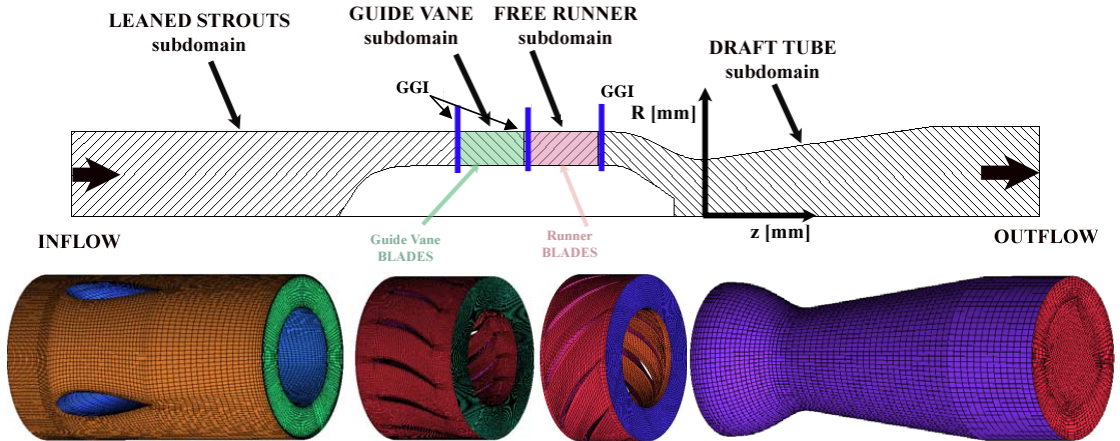 LEANED STROUTS
subdomain
GUIDE VANE
subdomain
FREE RUNNER
subdomain
DRAFT TUBE
subdomain
GGI
GGI
R [mm]
z [mm]
INFLOW
Guide Vane
BLADES
Runner
BLADES
OUTFLOW